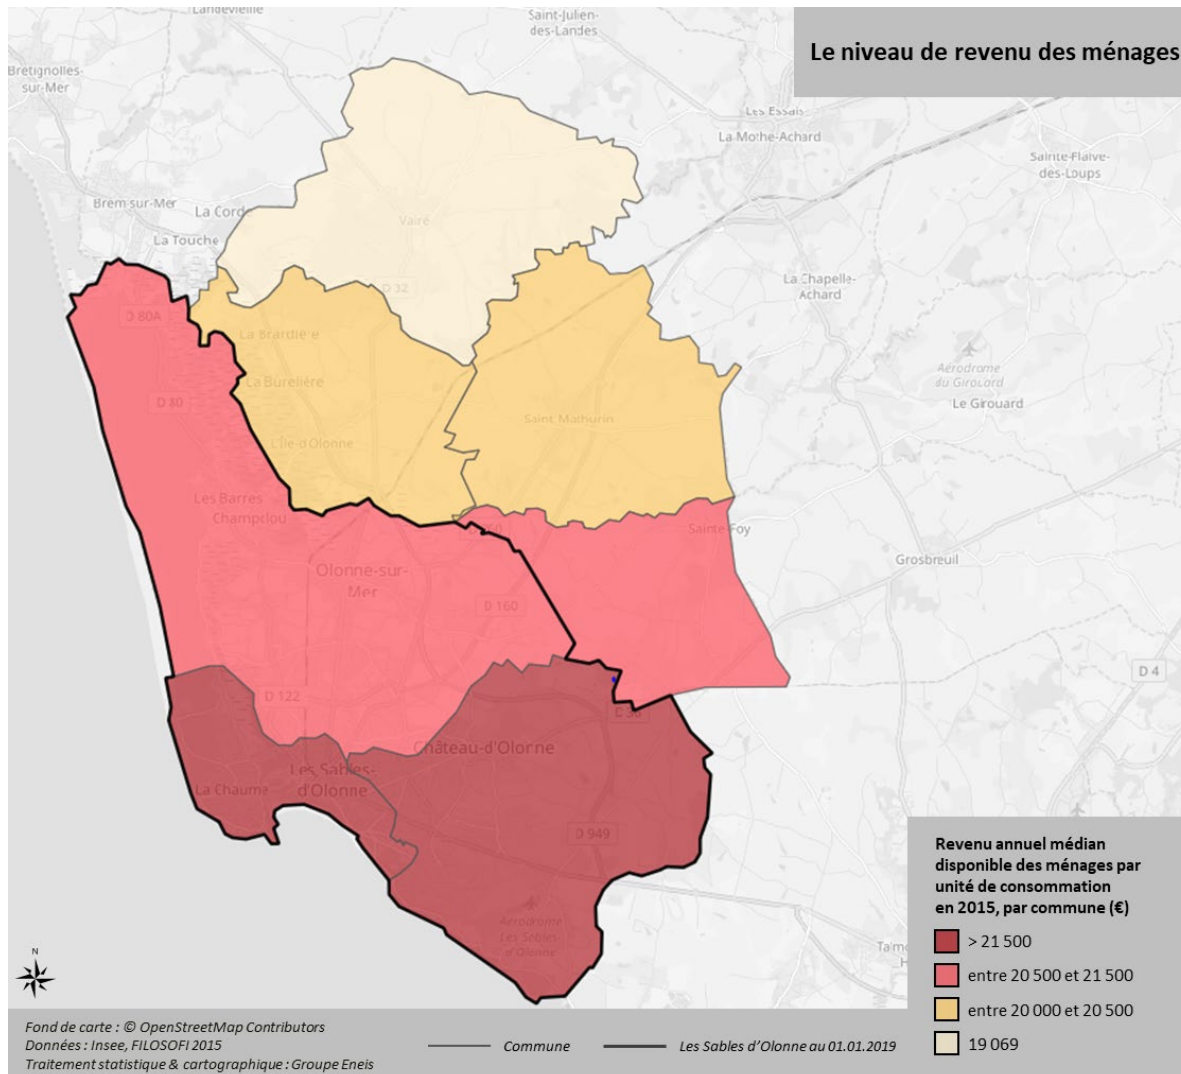 Le niveau de revenu des ménages
Landevieille
Saint-Julien-
des-Landes
Bretignolles-
sur-Mer
Les Essais
La Mothe-Achard
Sainte-Flaive-
des-Loups
Brem-sur-Mer
La Corde
Vairé
La Touche
La Chapelle-
Achard
D 32
D 80A
La Brardière
Aérodrome
du Girouard
La Burelière
D 80
Le Girouard
Saint-Mathurin
L'Île-d'Olonne
Les Barres
Champclou
Sainte-Foy
Grosbreuil
Olonne-sur-
Mer
D 160
D 4
D 122
Château-d'Olonne
Les Sables-
d'Olonne
La Chaume
D 949
Aérodrome
Les Sables-
d'Olonne
Revenu annuel médian
disponible des ménages par
unité de consommation
en 2015, par commune (€)
> 21 500
entre 20 500 et 21 500
entre 20 000 et 20 500
19 069
N
Fond de carte : © OpenStreetMap Contributors
Données : Insee, FILOSOFI 2015
Traitement statistique & cartographique : Groupe Eneis
Commune
Les Sables d'Olonne au 01.01.2019